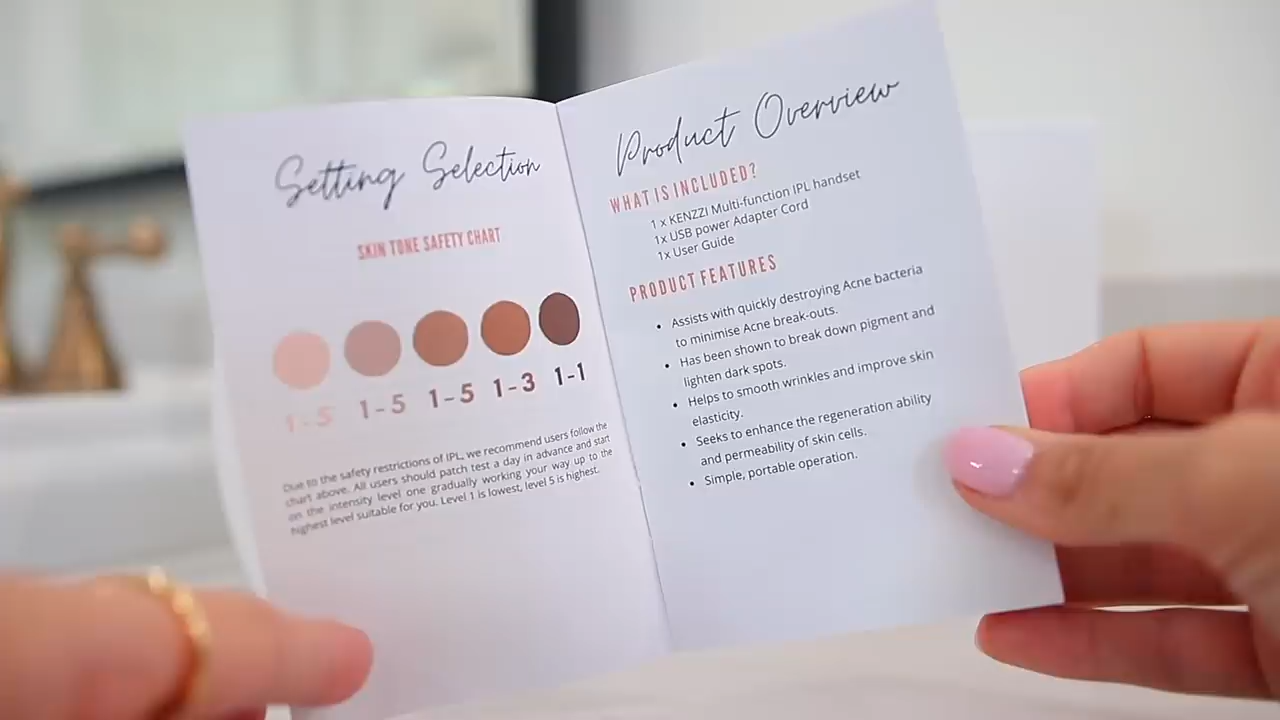 Setting Selection
SKIN TONE SAFETY CHART
1-5 1-5 1-5 1-3 1-1
Due to the safety restrictions of IPL, we recommend users follow the
chart above. All users should patch test a day in advance and start
on the intensity level one gradually working your way up to the
highest level suitable for you. Level 1 is lowest, level 5 is highest.
Product Overview
WHAT IS INCLUDED?
1 x KENZZI Multi-function IPL handset
1x USB power Adapter Cord
1x User Guide
PRODUCT FEATURES
• Assists with quickly destroying Acne bacteria
to minimise Acne break-outs.
• Has been shown to break down pigment and
lighten dark spots.
• Helps to smooth wrinkles and improve skin
elasticity.
• Seeks to enhance the regeneration ability
and permeability of skin cells.
• Simple, portable operation.